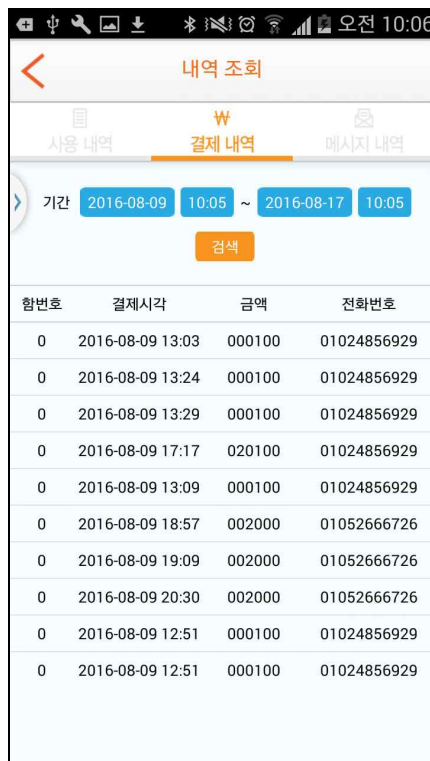 오전 10:06
내역 조회
사용 내역 결제 내역 메시지 내역
기간 2016-08-09 10:05 ~ 2016-08-17 10:05
검색
함번호 결제시각 금액 전화번호
0 2016-08-09 13:03 000100 01024856929
0 2016-08-09 13:24 000100 01024856929
0 2016-08-09 13:29 000100 01024856929
0 2016-08-09 17:17 020100 01024856929
0 2016-08-09 13:09 000100 01024856929
0 2016-08-09 18:57 002000 01052666726
0 2016-08-09 19:09 002000 01052666726
0 2016-08-09 20:30 002000 01052666726
0 2016-08-09 12:51 000100 01024856929
0 2016-08-09 12:51 000100 01024856929